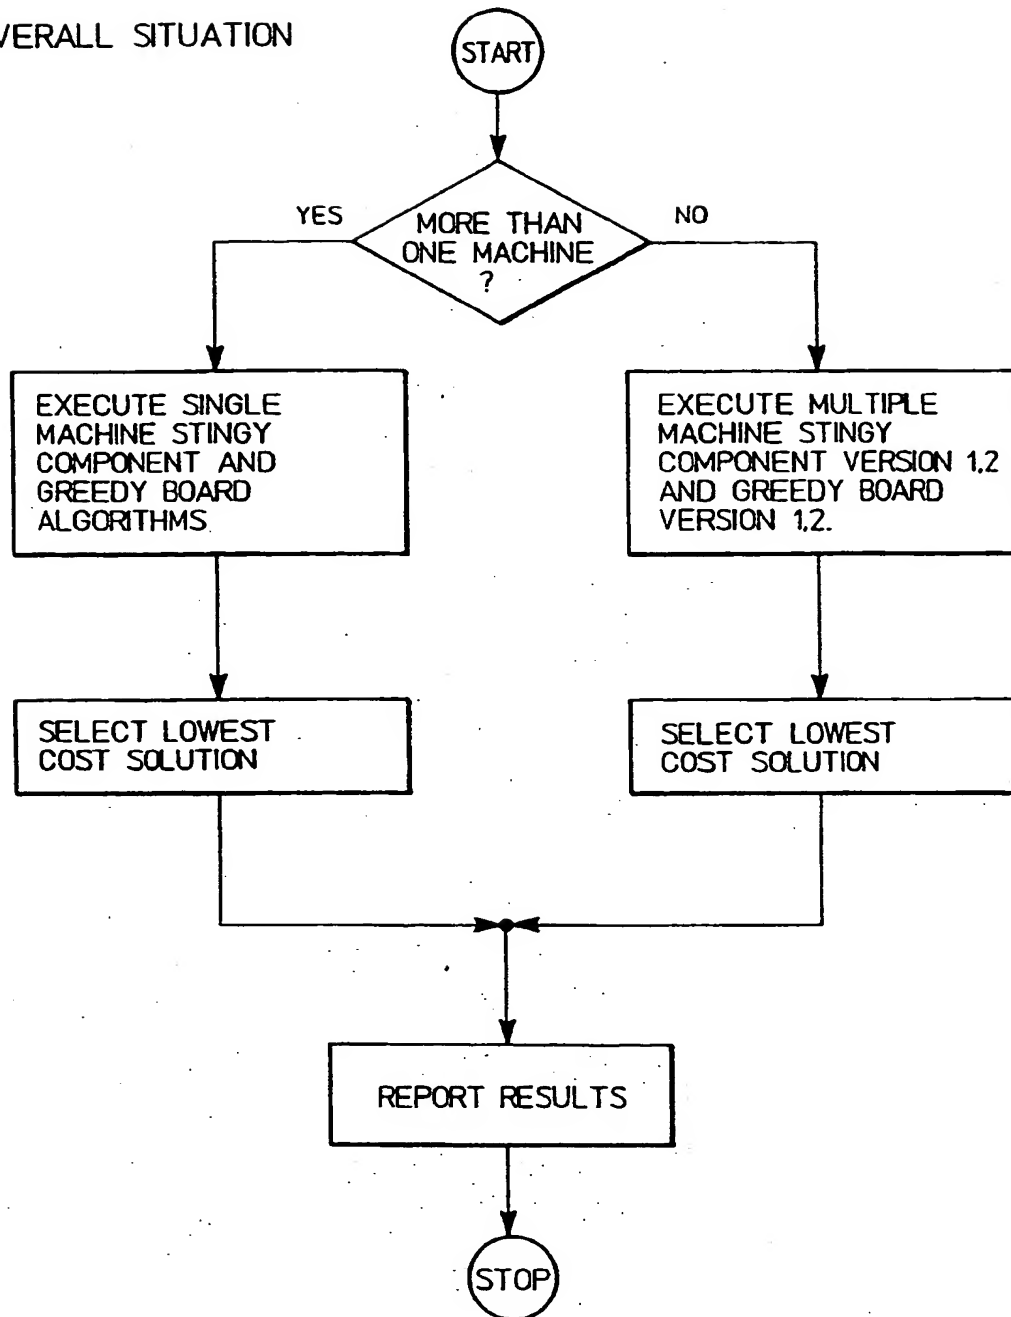 VERALL SITUATION
START
YES
MORE THAN
ONE MACHINE
?
NO
EXECUTE SINGLE
MACHINE STINGY
COMPONENT AND
GREEDY BOARD
ALGORITHMS
EXECUTE MULTIPLE
MACHINE STINGY
COMPONENT VERSION 1,2
AND GREEDY BOARD
VERSION 1,2.
SELECT LOWEST
COST SOLUTION
SELECT LOWEST
COST SOLUTION
REPORT RESULTS
STOP